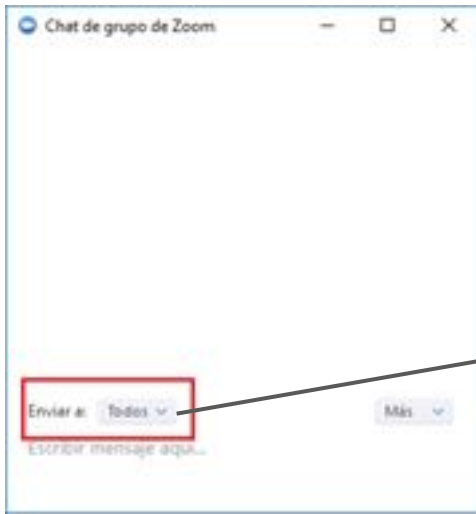 Chat de grupo de Zoom
Enviar a: Todos
Más
Escribir mensaje aquí...